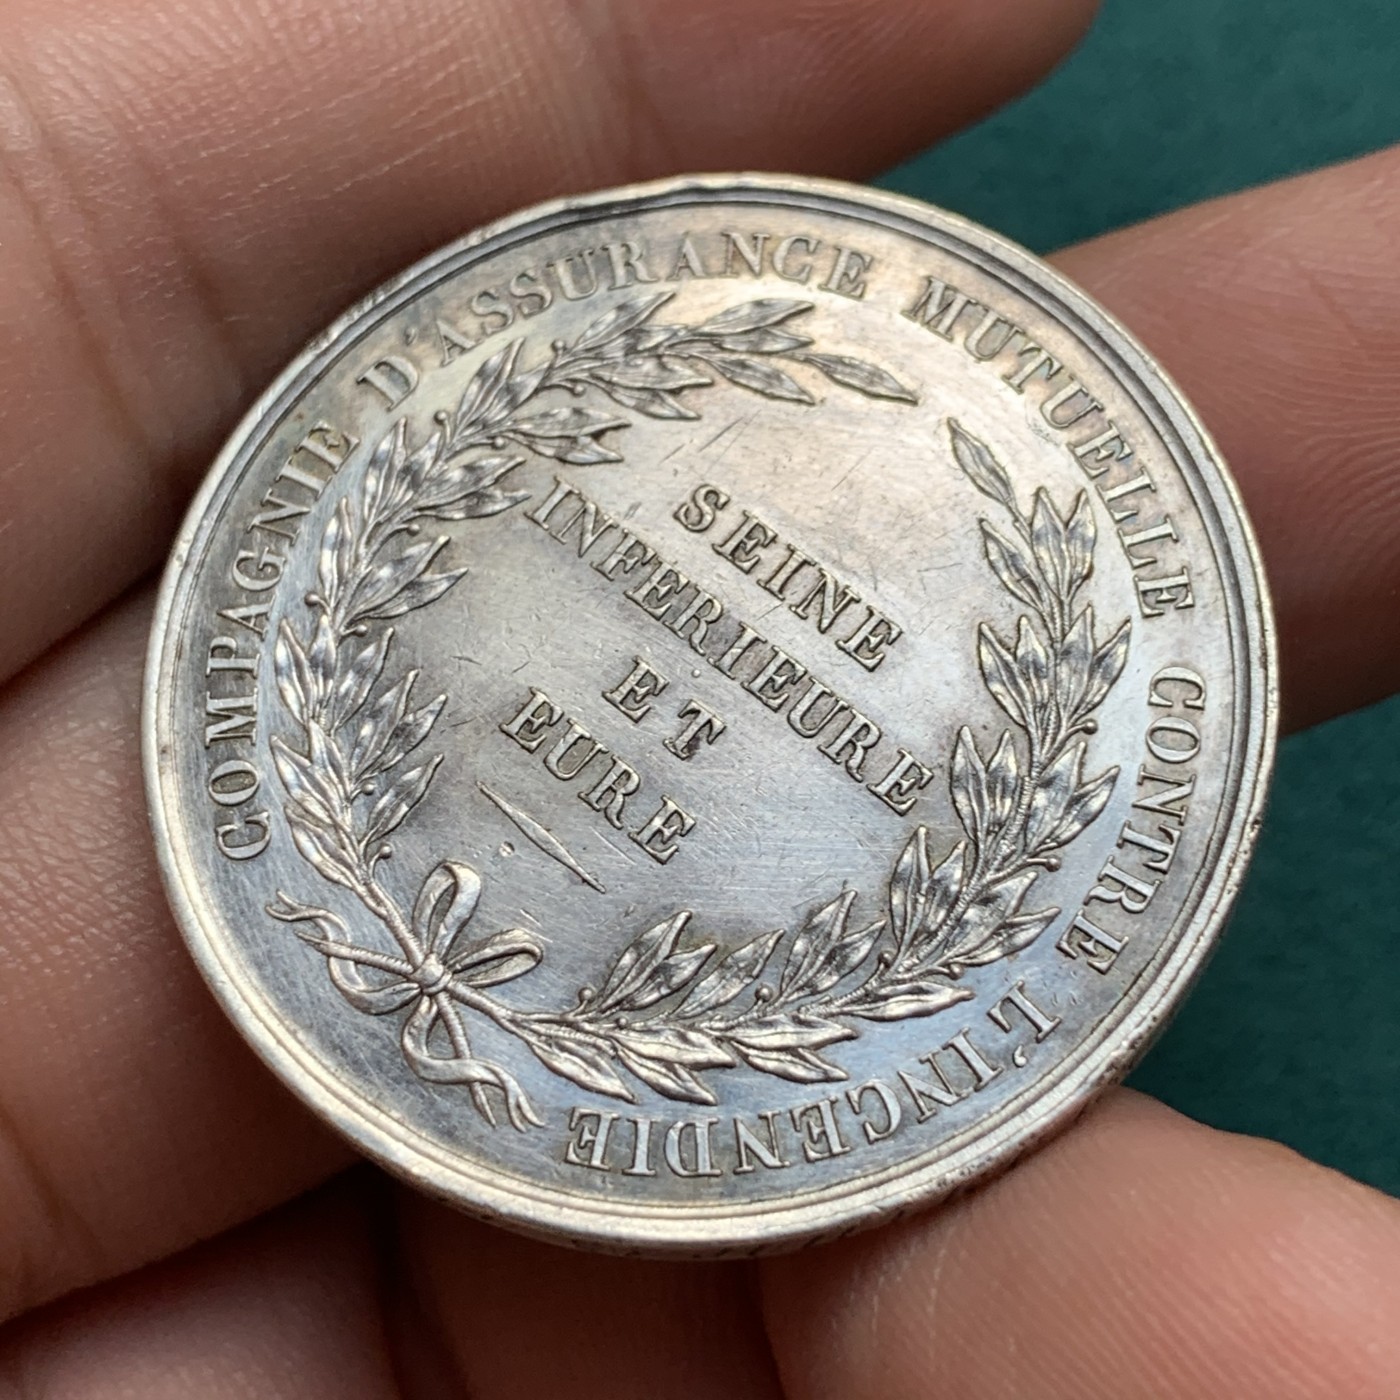 COMPAGNIE D'ASSURANCE MUTUELLE CONTRE L'INCENDIE
SEINE
INFERIEURE
ET
EURE